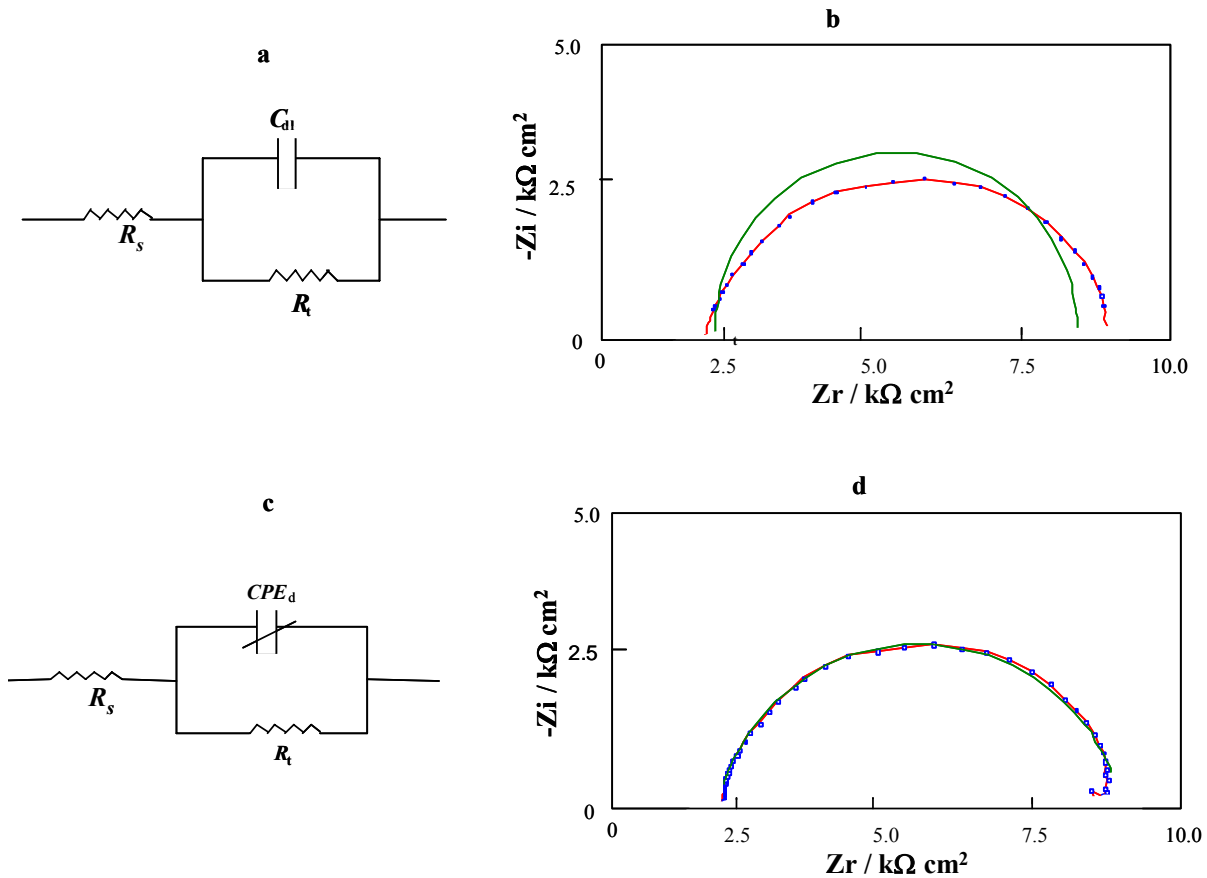 a
C_dl
R_s
R_t
b
5.0
2.5
0
-Zi / kΩ cm²
0 2.5 5.0 7.5 10.0
Zr / kΩ cm²
c
CPE_d
R_s
R_t
d
5.0
2.5
0
-Zi / kΩ cm²
0 2.5 5.0 7.5 10.0
Zr / kΩ cm²